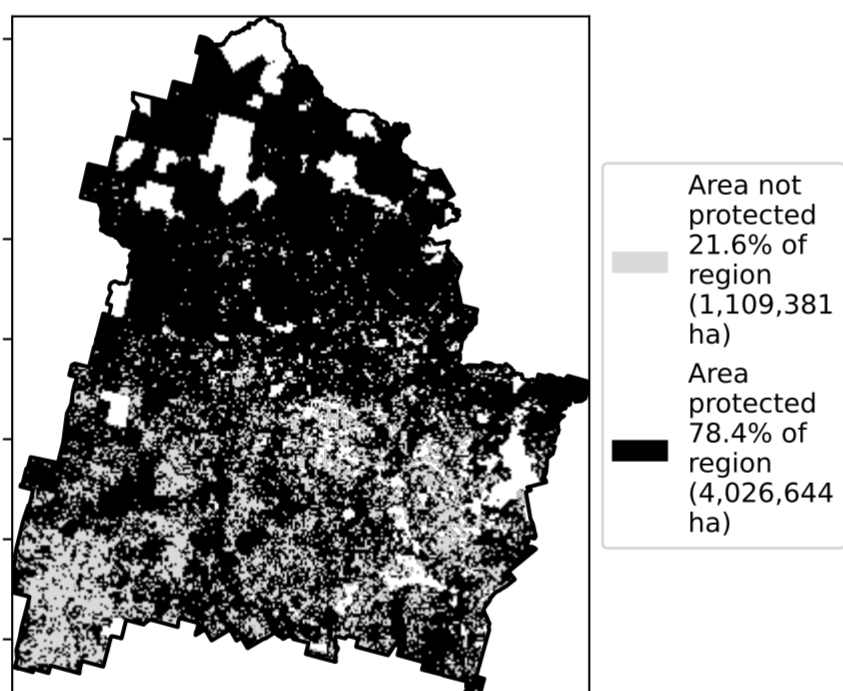 Area not
protected
21.6% of
region
(1,109,381
ha)
Area
protected
78.4% of
region
(4,026,644
ha)